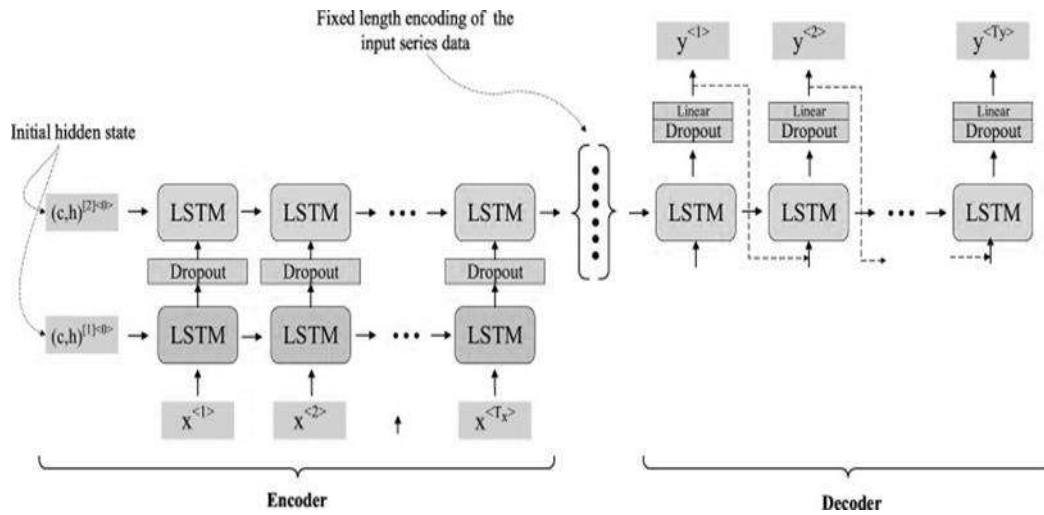 Fixed length encoding of the
input series data
y<1>
y<2>
y<Ty>
Linear
Dropout
Linear
Dropout
Linear
Dropout
Initial hidden state
(c,h)[2]<0>
LSTM
LSTM
...
LSTM
LSTM
LSTM
...
LSTM
Dropout
Dropout
Dropout
(c,h)[1]<0>
LSTM
LSTM
...
LSTM
x<1>
x<2>
x<Tx>
Encoder
Decoder